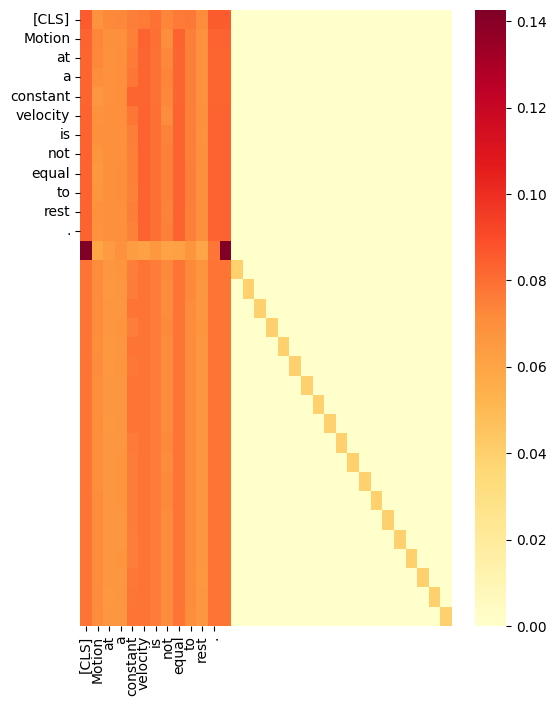 [CLS]
Motion
at
a
constant
velocity
is
not
equal
to
rest
.
0.14
0.12
0.10
0.08
0.06
0.04
0.02
0.00
[CLS]
Motion
at
a
constant
velocity
is
not
equal
to
rest
.